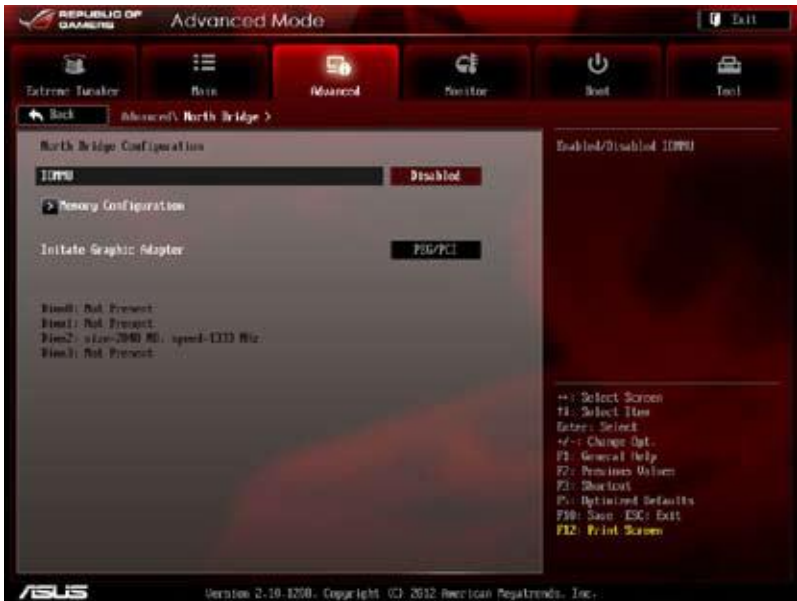 REPUBLIC OF GAMERS
Advanced Mode
Exit
Extreme Tweaker
Main
Advanced
Monitor
Boot
Tool
Back
Advanced\ North Bridge >
North Bridge Configuration
IOMMU
Disabled
> Memory Configuration
Initate Graphic Adapter
PEG/PCI
Dimm0: Not Present
Dimm1: Not Present
Dimm2: size=2048 MB, speed=1333 MHz
Dimm3: Not Present
Enabled/Disabled IOMMU
→←: Select Screen
↑↓: Select Item
Enter: Select
+/-: Change Opt.
F1: General Help
F2: Previous Values
F3: Shortcut
F5: Optimized Defaults
F10: Save ESC: Exit
F12: Print Screen
ASUS
Version 2.10.1208. Copyright (C) 2012 American Megatrends, Inc.